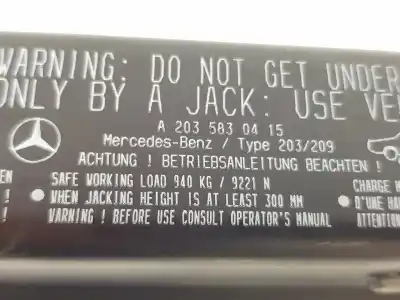 WARNING: DO NOT GET UNDER
ONLY BY A JACK: USE VE
A 203 583 04 15
Mercedes-Benz / Type 203/209
ACHTUNG ! BETRIEBSANLEITUNG BEACHTEN !
SAFE WORKING LOAD 940 KG / 9221 N
WHEN JACKING HEIGHT IS AT LEAST 300 MM
WARNING ! BEFORE USE CONSULT OPERATOR'S MANUAL
CHARGE
D'UNE HAU
ATTENTION